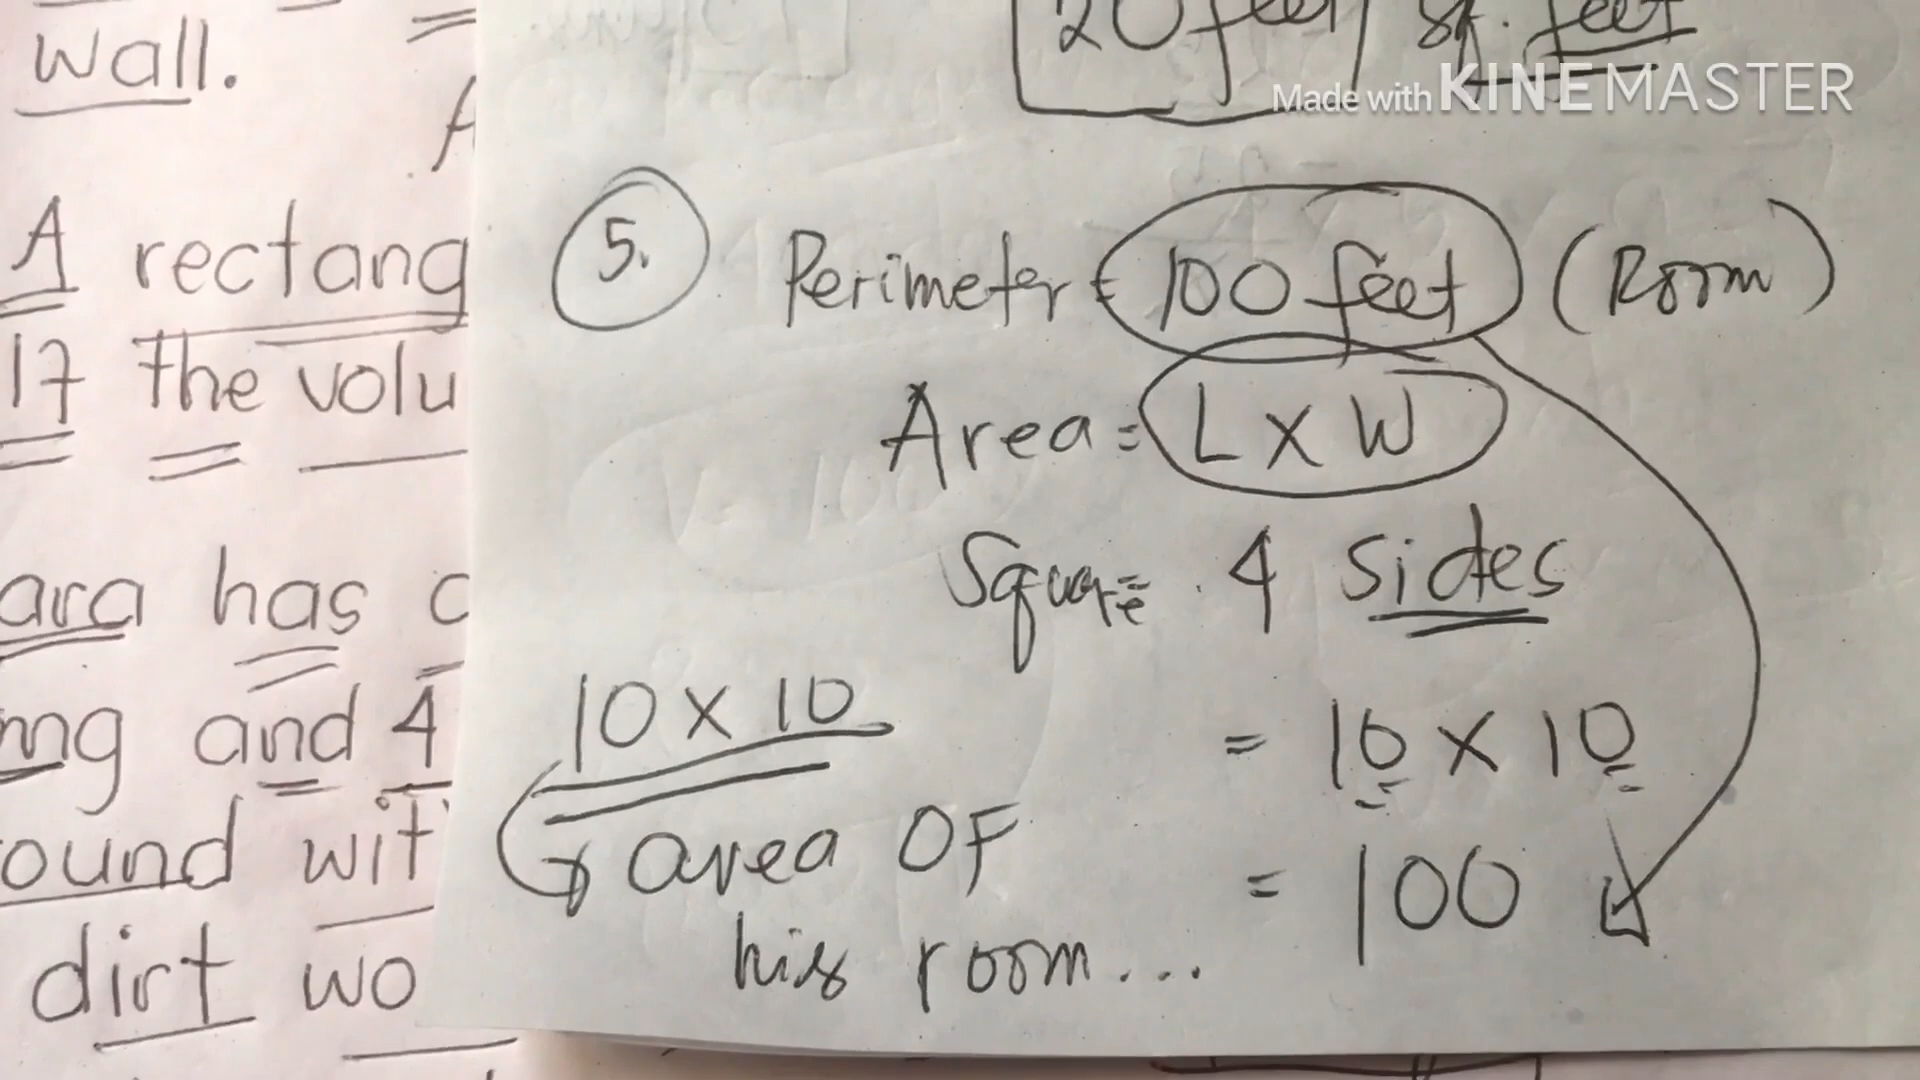 wall.
A rectang
17 the volu
ara has
ng and 4
ound wit
dirt wo
20 feet sq. feet
Made with KINEMASTER
5. Perimeter = 100 feet (Room)
Area = L x W
Square = 4 sides
10 x 10
= 10 x 10
area OF
= 100
his room...